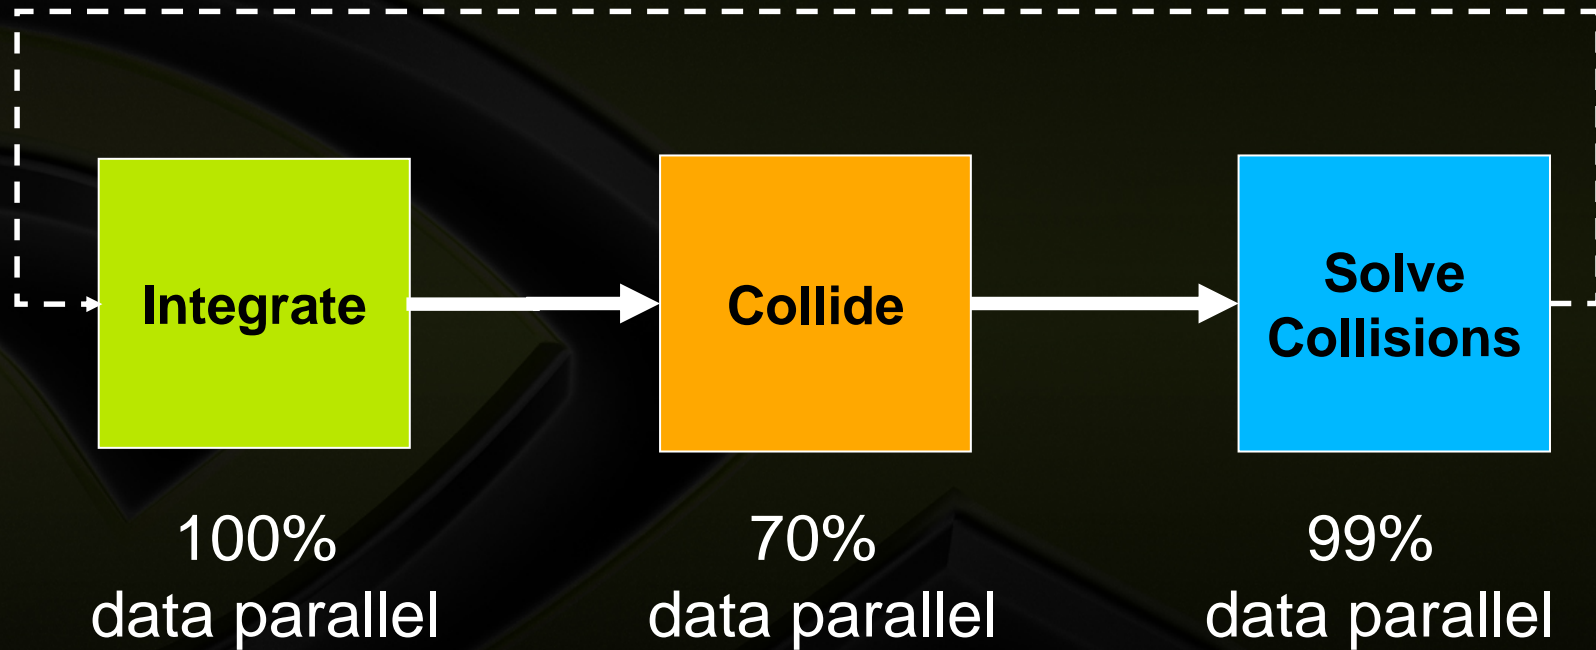 Integrate
Collide
Solve
Collisions
100%
data parallel
70%
data parallel
99%
data parallel